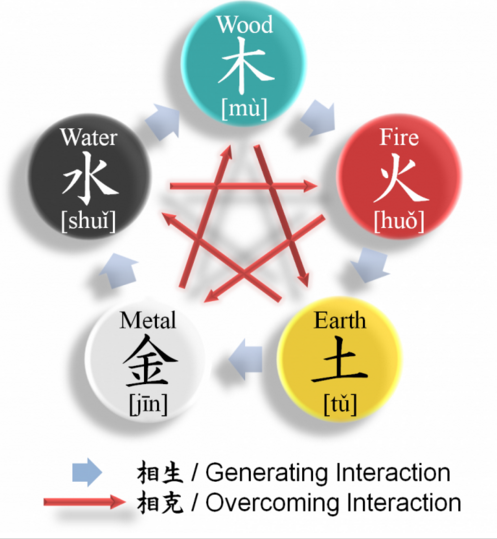 Wood
木
[mù]
Water
水
[shuǐ]
Fire
火
[huǒ]
Metal
金
[jīn]
Earth
土
[tǔ]
相生 / Generating Interaction
相克 / Overcoming Interaction